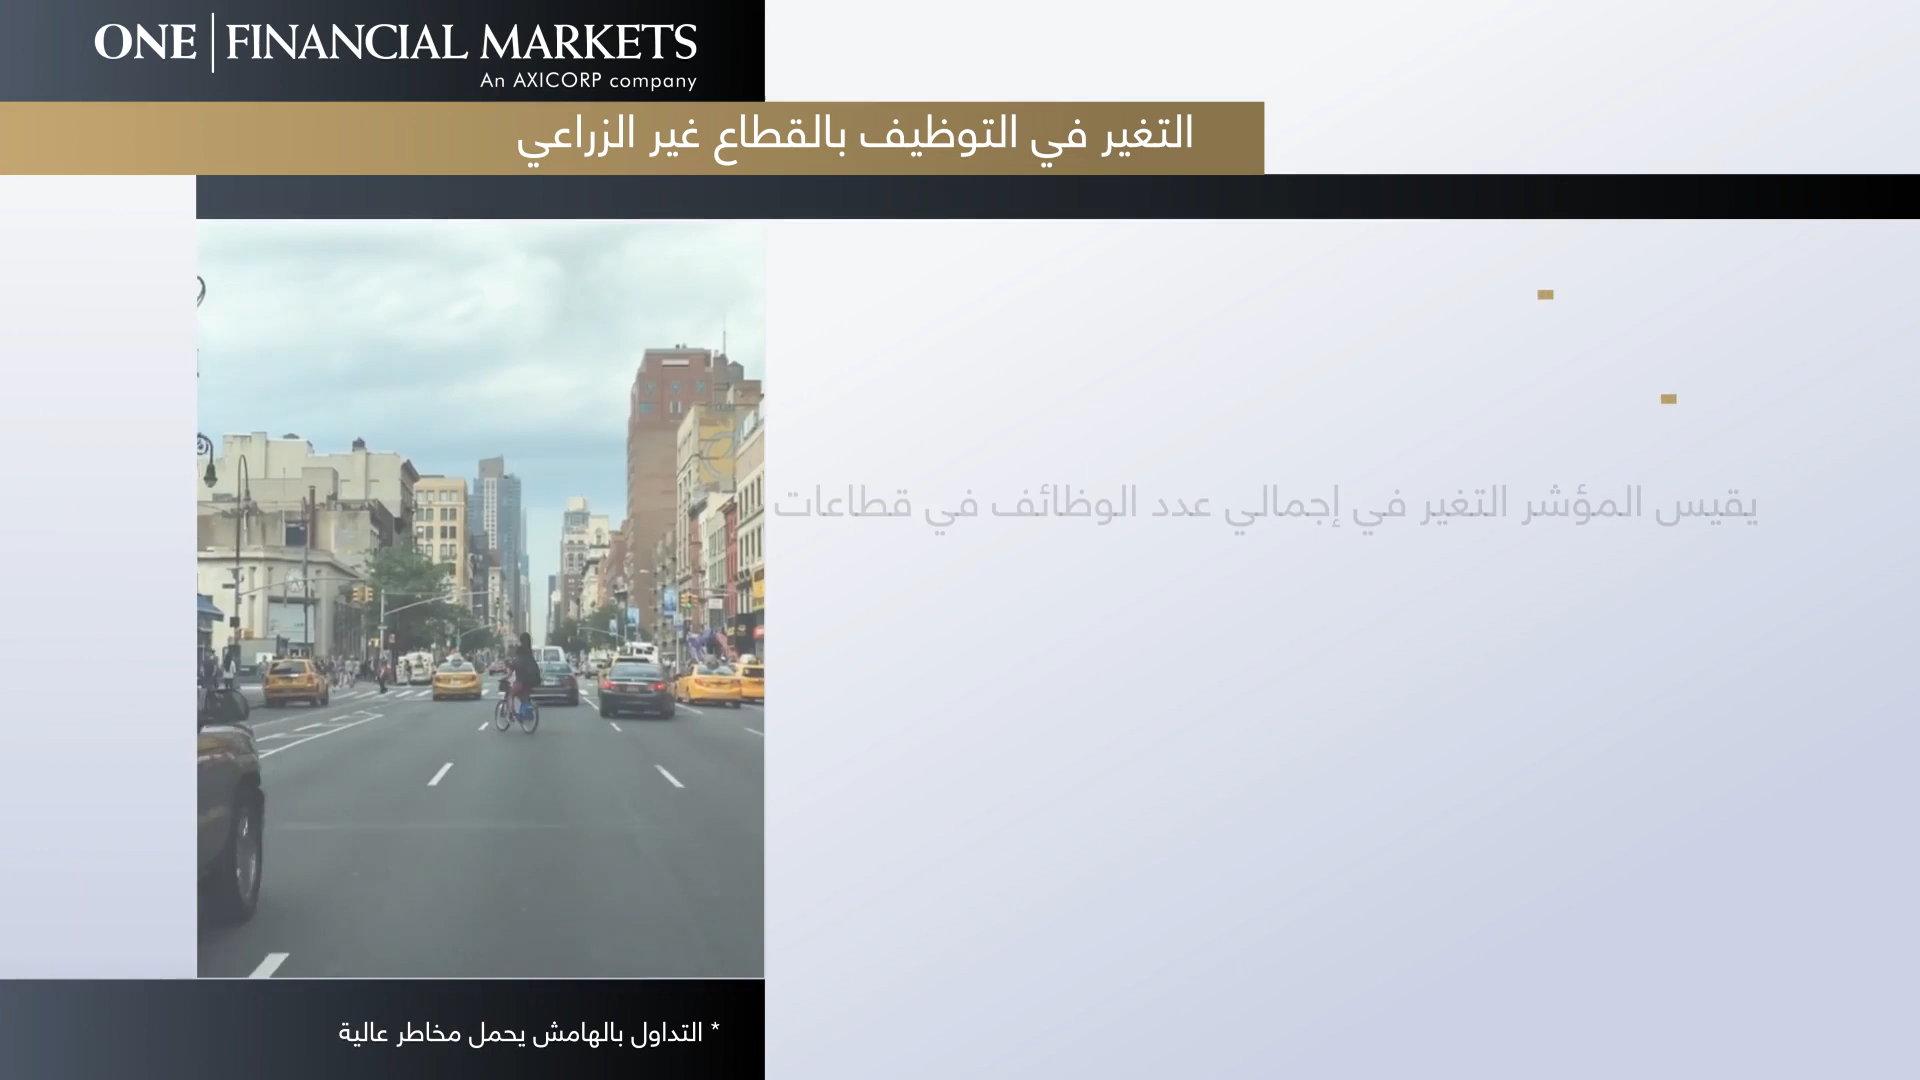 ONE | FINANCIAL MARKETS
An AXICORP company
التغير في التوظيف بالقطاع غير الزراعي
يقيس المؤشر التغير في إجمالي عدد الوظائف في قطاعات
* التداول بالهامش يحمل مخاطر عالية